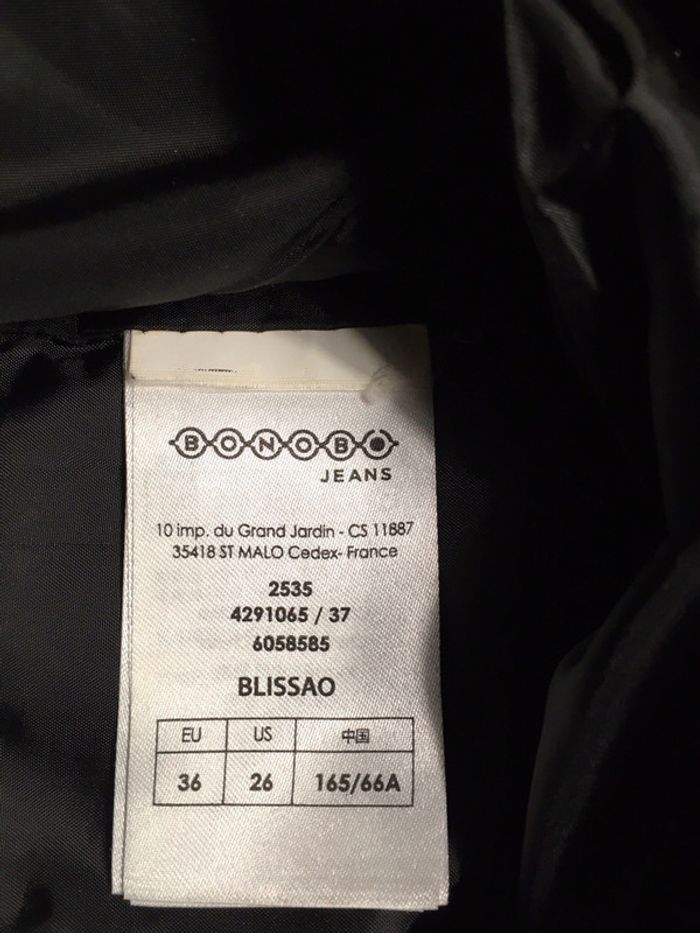 BONOBO
JEANS
10 imp. du Grand Jardin - CS 11887
35418 ST MALO Cedex- France
2535
4291065 / 37
6058585
BLISSAO
EU US 中国
36 26 165/66A